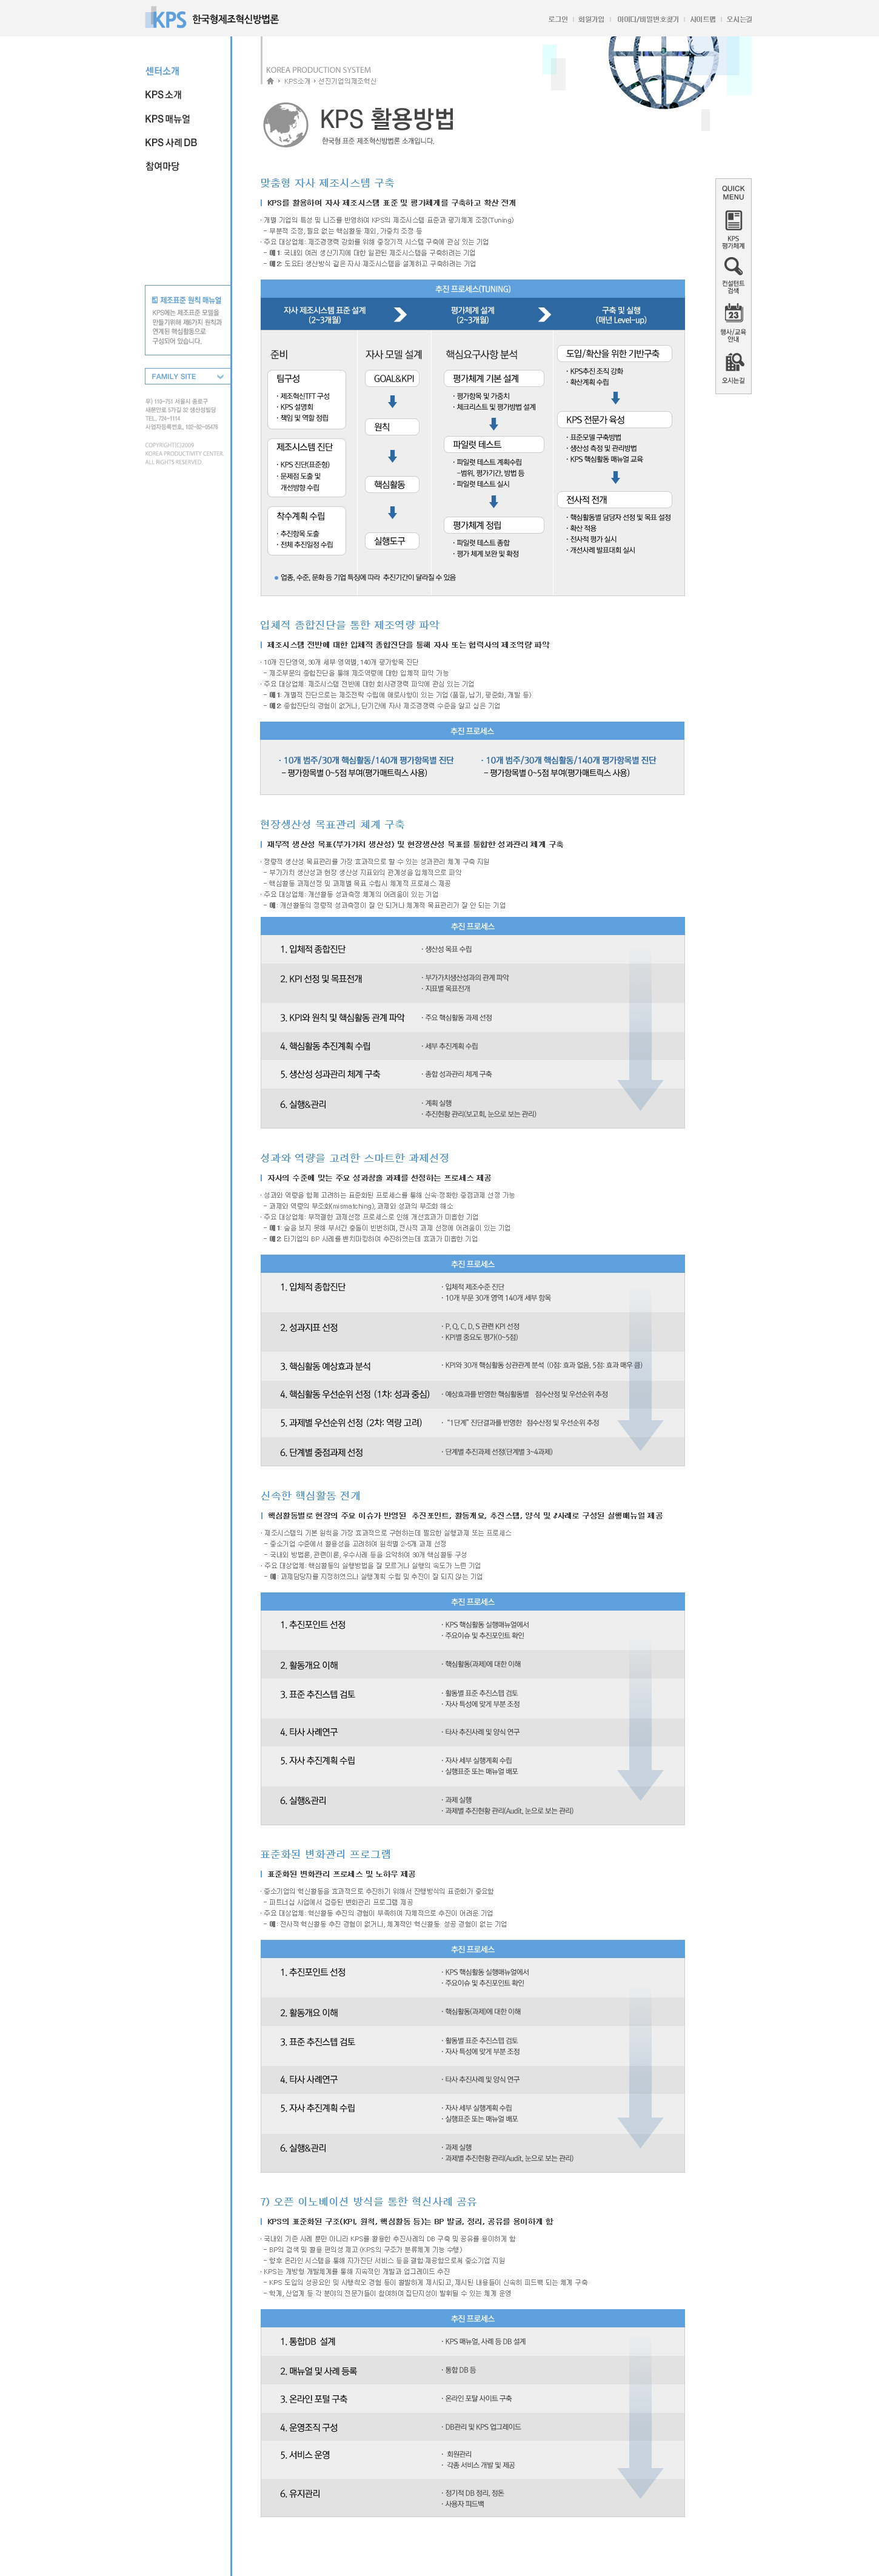 KPS 한국형제조혁신방법론
로그인 | 회원가입 | 아이디/비밀번호찾기 | 사이트맵 | 오시는길
센터소개
KPS 소개
KPS 매뉴얼
KPS 사례 DB
참여마당
제조표준 원칙 매뉴얼
KPS에는 제조표준 모델을
만들기위해 제8가지 원칙과
연계된 핵심활동으로
구성되어 있습니다.
FAMILY SITE
우) 110-751 서울시 종로구
새문안로 5가길 32 생산성빌딩
TEL. 724-1114
사업자등록번호. 102-82-05476
COPYRIGHT(C)2009
KOREA PRODUCTIVITY CENTER.
ALL RIGHTS RESERVED.
KOREA PRODUCTION SYSTEM
KPS소개 선진기업의제조혁신
KPS 활용방법
한국형 표준 제조혁신방법론 소개입니다.
QUICK
MENU
KPS
평가체계
컨설턴트
검색
23
행사/교육
안내
오시는길
맞춤형 자사 제조시스템 구축
KPS를 활용하여 자사 제조시스템 표준 및 평가체계를 구축하고 확산 전개
· 개별 기업의 특성 및 니즈를 반영하여 KPS의 제조시스템 표준과 평가체계 조정(Tuning)
- 부분적 조정, 필요 없는 핵심활동 제외, 가중치 조정 등
· 주요 대상업체: 제조경쟁력 강화를 위해 중장기적 시스템 구축에 관심 있는 기업
- 예1: 국내외 여러 생산기지에 대한 일관된 제조시스템을 구축하려는 기업
- 예2: 도요타 생산방식 같은 자사 제조시스템을 설계하고 구축하려는 기업
추진 프로세스(TUNING)
자사 제조시스템 표준 설계
(2~3개월)
평가체계 설계
(2~3개월)
구축 및 실행
(매년 Level-up)
준비
팀구성
· 제조혁신TFT 구성
· KPS 설명회
· 책임 및 역할 정립
제조시스템 진단
· KPS 진단(표준형)
· 문제점 도출 및
개선방향 수립
착수계획 수립
· 추진항목 도출
· 전체 추진일정 수립
자사 모델 설계
GOAL&KPI
원칙
핵심활동
실행도구
핵심요구사항 분석
평가체계 기본 설계
· 평가항목 및 가중치
· 체크리스트 및 평가방법 설계
파일럿 테스트
· 파일럿 테스트 계획수립
-범위, 평가기간, 방법 등
· 파일럿 테스트 실시
평가체계 정립
· 파일럿 테스트 종합
· 평가 체계 보완 및 확정
도입/확산을 위한 기반구축
· KPS추진 조직 강화
· 확산계획 수립
KPS 전문가 육성
· 표준모델 구축방법
· 생산성 측정 및 관리방법
· KPS 핵심활동 매뉴얼 교육
전사적 전개
· 핵심활동별 담당자 선정 및 목표 설정
· 확산 적용
· 전사적 평가 실시
· 개선사례 발표대회 실시
● 업종, 수준, 문화 등 기업 특징에 따라 추진기간이 달라질 수 있음
입체적 종합진단을 통한 제조역량 파악
제조시스템 전반에 대한 입체적 종합진단을 통해 자사 또는 협력사의 제조역량 파악
· 10개 진단영역, 30개 세부 영역별, 140개 평가항목 진단
- 제조부문의 종합진단을 통해 제조역량에 대한 입체적 파악 가능
· 주요 대상업체: 제조시스템 전반에 대한 회사경쟁력 파악에 관심 있는 기업
- 예1: 개별적 진단으로는 제조전략 수립에 애로사항이 있는 기업 (품질, 납기, 평준화, 개발 등)
- 예2: 종합진단의 경험이 없거나, 단기간에 자사 제조경쟁력 수준을 알고 싶은 기업
추진 프로세스
· 10개 범주/30개 핵심활동/140개 평가항목별 진단
- 평가항목별 0~5점 부여(평가매트릭스 사용)
· 10개 범주/30개 핵심활동/140개 평가항목별 진단
- 평가항목별 0~5점 부여(평가매트릭스 사용)
현장생산성 목표관리 체계 구축
재무적 생산성 목표(부가가치 생산성) 및 현장생산성 목표를 통합한 성과관리 체계 구축
· 정량적 생산성 목표관리를 가장 효과적으로 할 수 있는 성과관리 체계 구축 지원
- 부가가치 생산성과 현장 생산성 지표와의 관계성을 입체적으로 파악
- 핵심활동 과제선정 및 과제별 목표 수립시 체계적 프로세스 제공
· 주요 대상업체: 개선활동 성과측정 체계의 어려움이 있는 기업
- 예: 개선활동의 정량적 성과측정이 잘 안 되거나 체계적 목표관리가 잘 안 되는 기업
추진 프로세스
1. 입체적 종합진단
· 생산성 목표 수립
2. KPI 선정 및 목표전개
· 부가가치생산성과의 관계 파악
· 지표별 목표전개
3. KPI와 원칙 및 핵심활동 관계 파악
· 주요 핵심활동 과제 선정
4. 핵심활동 추진계획 수립
· 세부 추진계획 수립
5. 생산성 성과관리 체계 구축
· 종합 성과관리 체계 구축
6. 실행&관리
· 계획 실행
· 추진현황 관리(보고회, 눈으로 보는 관리)
성과와 역량을 고려한 스마트한 과제선정
자사의 수준에 맞는 주요 성과창출 과제를 선정하는 프로세스 제공
· 성과와 역량을 함께 고려하는 표준화된 프로세스를 통해 신속·정확한 중점과제 선정 가능
- 과제와 역량의 부조화(mismatching), 과제와 성과의 부조화 해소
· 주요 대상업체: 부적절한 과제선정 프로세스로 인해 개선효과가 미흡한 기업
- 예1: 숲을 보지 못해 부서간 충돌이 빈번하며, 전사적 과제 선정에 어려움이 있는 기업
- 예2: 타기업의 BP 사례를 벤치마킹하여 추진하였는데 효과가 미흡한 기업
추진 프로세스
1. 입체적 종합진단
· 입체적 제조수준 진단
· 10개 부문 30개 영역 140개 세부 항목
2. 성과지표 선정
· P, Q, C, D, S 관련 KPI 선정
· KPI별 중요도 평가(0~5점)
3. 핵심활동 예상효과 분석
· KPI와 30개 핵심활동 상관관계 분석 (0점: 효과 없음, 5점: 효과 매우 큼)
4. 핵심활동 우선순위 선정 (1차: 성과 중심)
· 예상효과를 반영한 핵심활동별 점수산정 및 우선순위 추정
5. 과제별 우선순위 선정 (2차: 역량 고려)
· "1단계" 진단결과를 반영한 점수산정 및 우선순위 추정
6. 단계별 중점과제 선정
· 단계별 추진과제 선정(단계별 3~4과제)
신속한 핵심활동 전개
핵심활동별로 현장의 주요 이슈가 반영된 추진포인트, 활동개요, 추진스텝, 양식 및 2사례로 구성된 실행매뉴얼 제공
· 제조시스템의 기본 원칙을 가장 효과적으로 구현하는데 필요한 실행과제 또는 프로세스
- 중소기업 수준에서 활용성을 고려하여 원칙별 2~5개 과제 선정
- 국내외 방법론, 관련이론, 우수사례 등을 요약하여 30개 핵심활동 구성
· 주요 대상업체: 핵심활동의 실행방법을 잘 모르거나 실행의 속도가 느린 기업
- 예: 과제담당자를 지정하였으나 실행계획 수립 및 추진이 잘 되지 않는 기업
추진 프로세스
1. 추진포인트 선정
· KPS 핵심활동 실행매뉴얼에서
· 주요이슈 및 추진포인트 확인
2. 활동개요 이해
· 핵심활동(과제)에 대한 이해
3. 표준 추진스텝 검토
· 활동별 표준 추진스텝 검토
· 자사 특성에 맞게 부분 조정
4. 타사 사례연구
· 타사 추진사례 및 양식 연구
5. 자사 추진계획 수립
· 자사 세부 실행계획 수립
· 실행표준 또는 매뉴얼 배포
6. 실행&관리
· 과제 실행
· 과제별 추진현황 관리(Audit, 눈으로 보는 관리)
표준화된 변화관리 프로그램
표준화된 변화관리 프로세스 및 노하우 제공
· 중소기업의 혁신활동을 효과적으로 추진하기 위해서 진행방식의 표준화가 중요함
- 파트너십 사업에서 검증된 변화관리 프로그램 제공
· 주요 대상업체: 혁신활동 추진의 경험이 부족하여 자체적으로 추진이 어려운 기업
- 예: 전사적 혁신활동 추진 경험이 없거나, 체계적인 혁신활동 성공 경험이 없는 기업
추진 프로세스
1. 추진포인트 선정
· KPS 핵심활동 실행매뉴얼에서
· 주요이슈 및 추진포인트 확인
2. 활동개요 이해
· 핵심활동(과제)에 대한 이해
3. 표준 추진스텝 검토
· 활동별 표준 추진스텝 검토
· 자사 특성에 맞게 부분 조정
4. 타사 사례연구
· 타사 추진사례 및 양식 연구
5. 자사 추진계획 수립
· 자사 세부 실행계획 수립
· 실행표준 또는 매뉴얼 배포
6. 실행&관리
· 과제 실행
· 과제별 추진현황 관리(Audit, 눈으로 보는 관리)
7) 오픈 이노베이션 방식을 통한 혁신사례 공유
KPS의 표준화된 구조(KPI, 원칙, 핵심활동 등)는 BP 발굴, 정리, 공유를 용이하게 함
· 국내외 기존 사례 뿐만 아니라 KPS를 활용한 추진사례의 DB 구축 및 공유를 용이하게 함
- BP의 검색 및 활용 편의성 제고 (KPS의 구조가 분류체계 기능 수행)
- 향후 온라인 시스템을 통해 자가진단 서비스 등을 결합 제공함으로써 중소기업 지원
· KPS는 개방형 개발체계를 통해 지속적인 개발과 업그레이드 추진
- KPS 도입의 성공요인 및 시행착오 경험 등이 활발하게 제시되고, 제시된 내용들이 신속히 피드백 되는 체계 구축
- 학계, 산업계 등 각 분야의 전문가들이 참여하여 집단지성이 발휘될 수 있는 체계 운영
추진 프로세스
1. 통합DB 설계
· KPS 매뉴얼, 사례 등 DB 설계
2. 매뉴얼 및 사례 등록
· 통합 DB 등
3. 온라인 포털 구축
· 온라인 포탈 사이트 구축
4. 운영조직 구성
· DB관리 및 KPS 업그레이드
5. 서비스 운영
· 회원관리
· 각종 서비스 개발 및 제공
6. 유지관리
· 정기적 DB 정리, 정돈
· 사용자 피드백